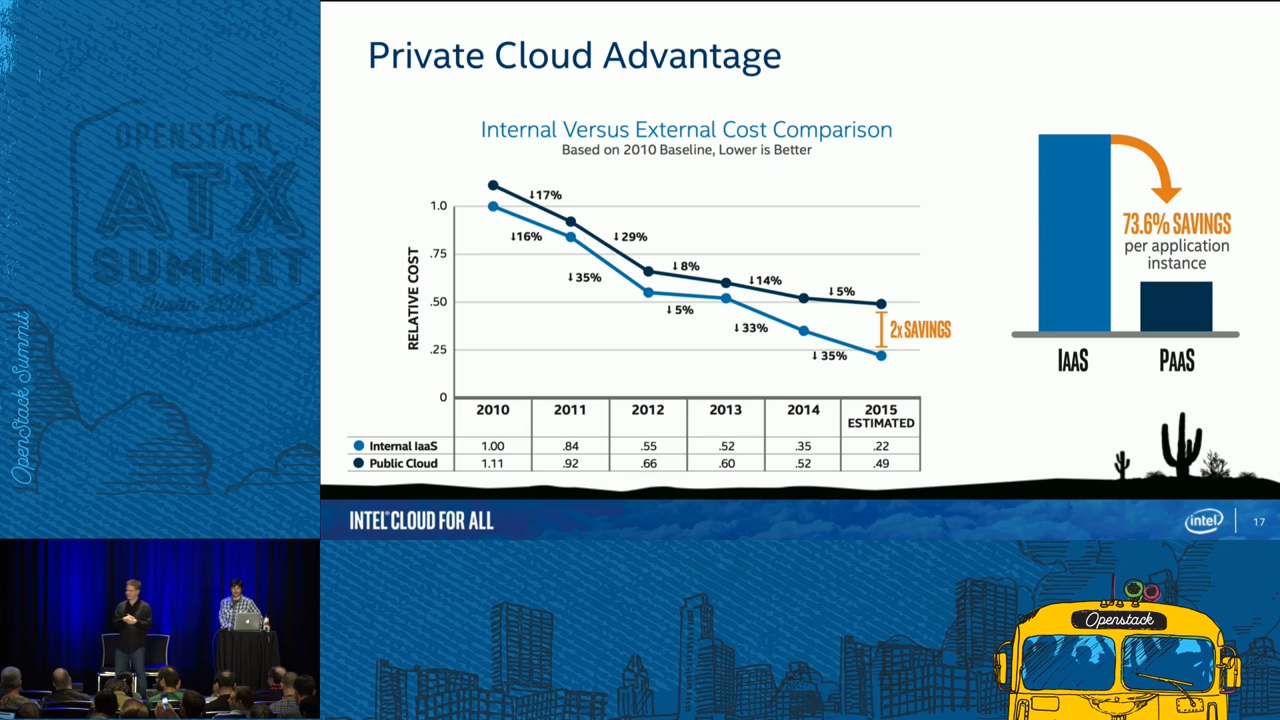 Private Cloud Advantage
Internal Versus External Cost Comparison
Based on 2010 Baseline, Lower is Better
RELATIVE COST
1.0
.75
.50
.25
0
↓17%
↓29%
↓8%
↓14%
↓5%
↓16%
↓35%
↓5%
↓33%
↓35%
2x SAVINGS
2010 2011 2012 2013 2014 2015
ESTIMATED
Internal IaaS 1.00 .84 .55 .52 .35 .22
Public Cloud 1.11 .92 .66 .60 .52 .49
73.6% SAVINGS
per application
instance
IAAS PAAS
INTEL® CLOUD FOR ALL
intel
17
OPENSTACK
ATX
SUMMIT
OpenStack Summit
Openstack